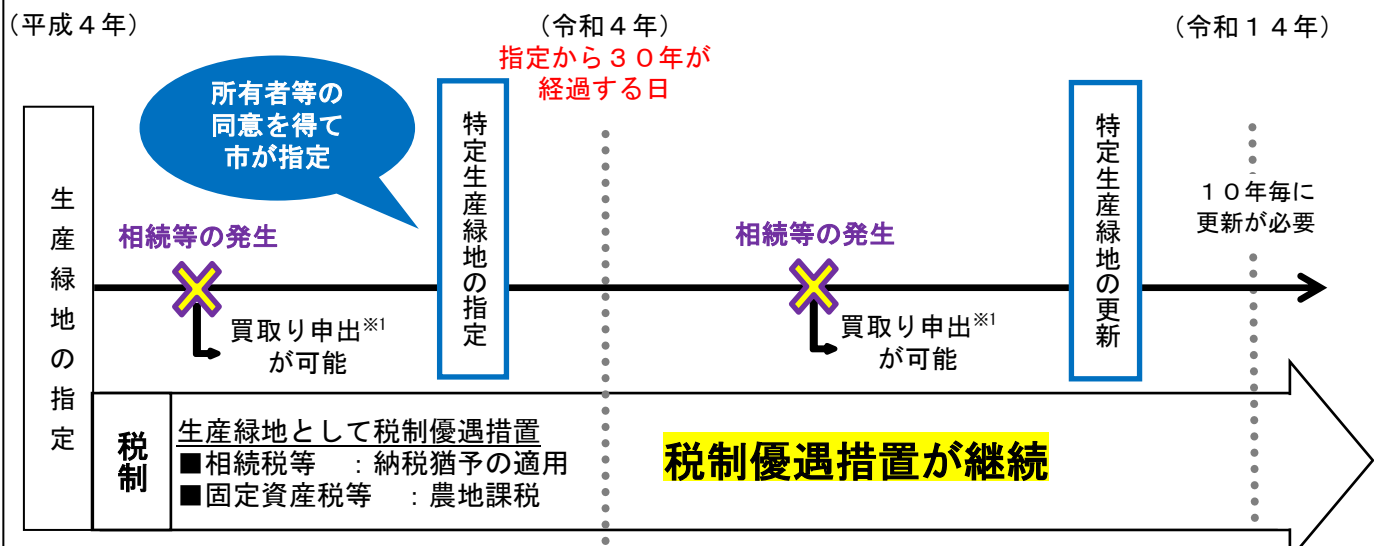 （平成４年）
（令和４年）
（令和１４年）
指定から３０年が
経過する日
所有者等の
同意を得て
市が指定
生産緑地の指定
特定生産緑地の指定
特定生産緑地の更新
１０年毎に
更新が必要
相続等の発生
相続等の発生
買取り申出※1
が可能
買取り申出※1
が可能
税制
生産緑地として税制優遇措置
■相続税等　：納税猶予の適用
■固定資産税等　：農地課税
税制優遇措置が継続